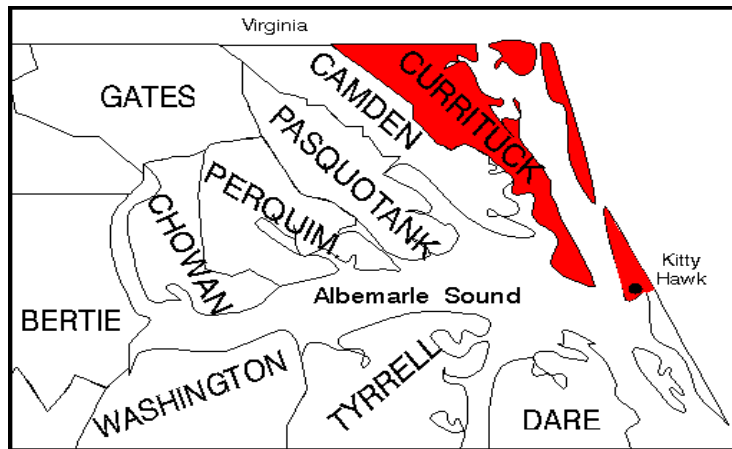 Virginia
GATES
CAMDEN
CURRITUCK
PASQUOTANK
PERQUIM.
CHOWAN
Kitty
Hawk
Albemarle Sound
BERTIE
WASHINGTON
TYRRELL
DARE